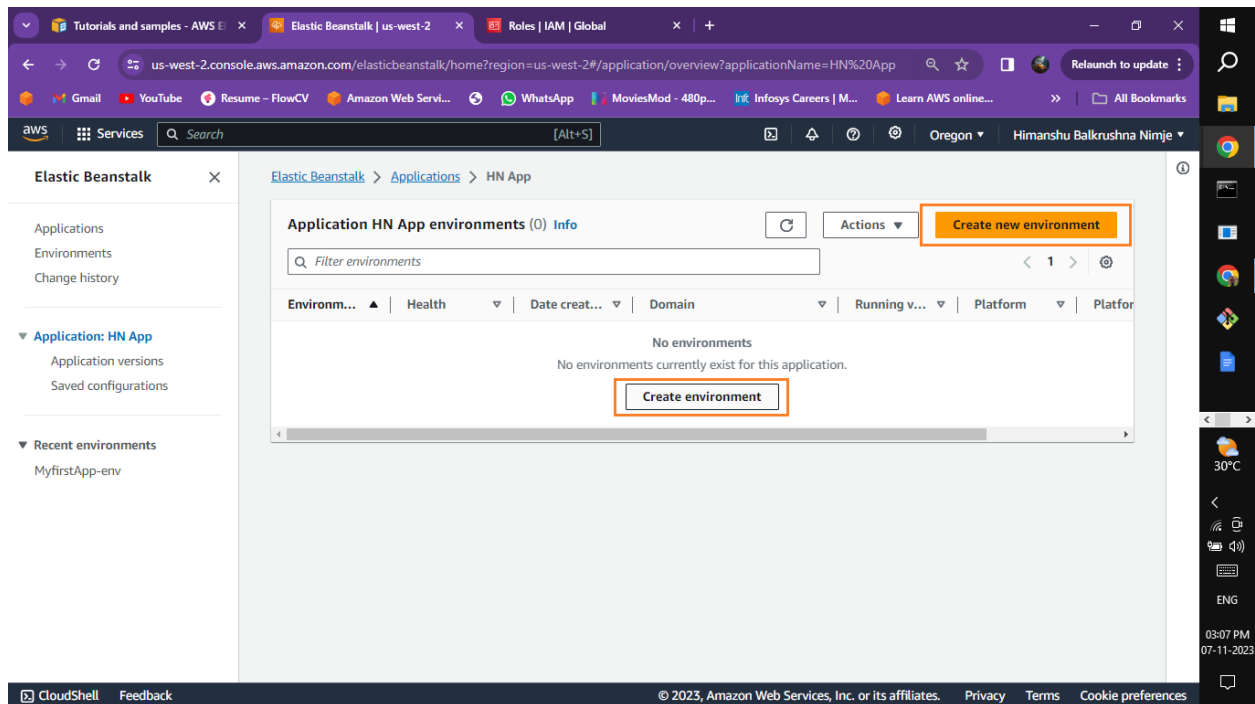 Tutorials and samples - AWS El
Elastic Beanstalk | us-west-2
Roles | IAM | Global
us-west-2.console.aws.amazon.com/elasticbeanstalk/home?region=us-west-2#/application/overview?applicationName=HN%20App
Relaunch to update
Gmail
YouTube
Resume – FlowCV
Amazon Web Servi...
WhatsApp
MoviesMod - 480p...
Infosys Careers | M...
Learn AWS online...
»
All Bookmarks
aws
Services
Search
[Alt+S]
Oregon
Himanshu Balkrushna Nimje
Elastic Beanstalk
Applications
Environments
Change history
Application: HN App
Application versions
Saved configurations
Recent environments
MyfirstApp-env
Elastic Beanstalk > Applications > HN App
Application HN App environments (0) Info
Actions
Create new environment
Filter environments
< 1 >
Environm...
Health
Date creat...
Domain
Running v...
Platform
Platfor
No environments
No environments currently exist for this application.
Create environment
CloudShell
Feedback
© 2023, Amazon Web Services, Inc. or its affiliates.
Privacy
Terms
Cookie preferences
30°C
ENG
03:07 PM
07-11-2023